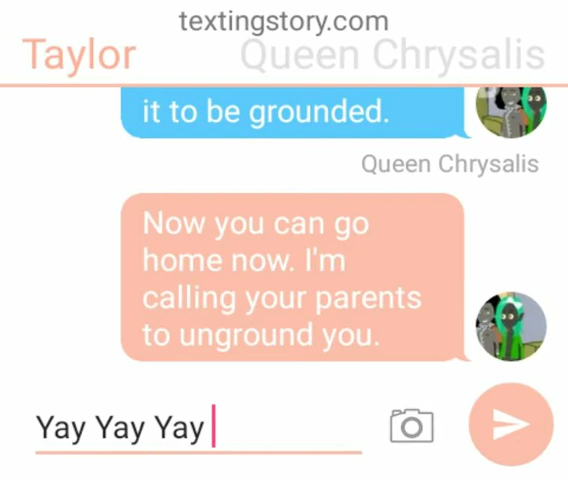 textingstory.com
Taylor Queen Chrysalis
it to be grounded.
Queen Chrysalis
Now you can go
home now. I'm
calling your parents
to unground you.
Yay Yay Yay